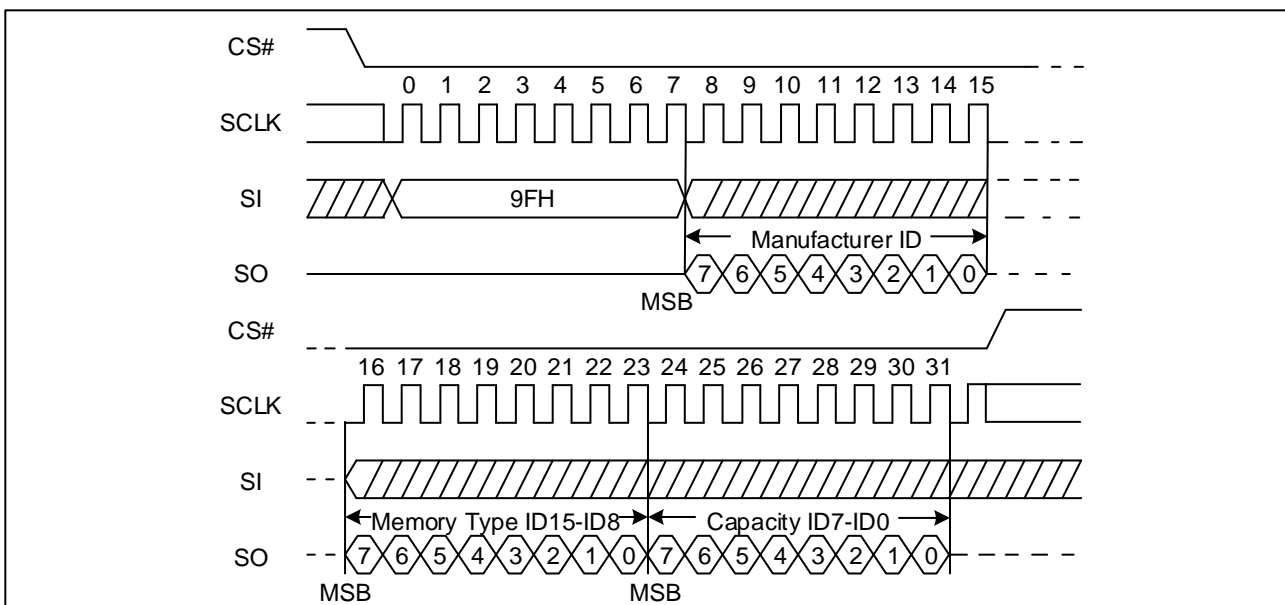 CS#
0 1 2 3 4 5 6 7 8 9 10 11 12 13 14 15
SCLK
SI
9FH
Manufacturer ID
SO
7 6 5 4 3 2 1 0
MSB
CS#
16 17 18 19 20 21 22 23 24 25 26 27 28 29 30 31
SCLK
SI
Memory Type ID15-ID8 Capacity ID7-ID0
SO
7 6 5 4 3 2 1 0 7 6 5 4 3 2 1 0
MSB MSB